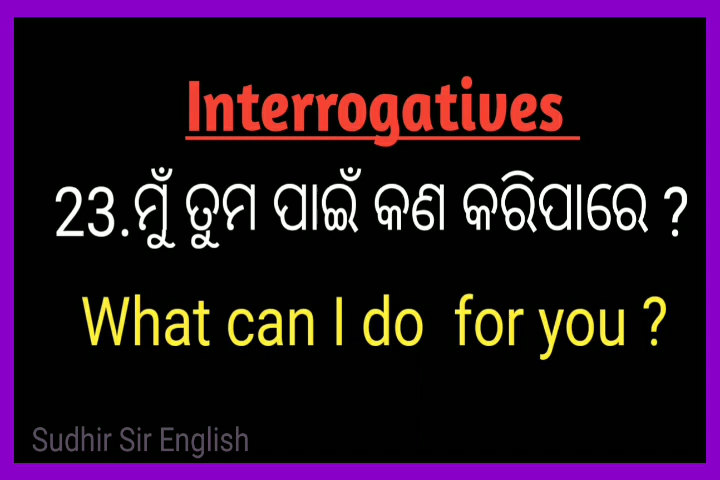 Interrogatives
23.ମୁଁ ତୁମ ପାଇଁ କଣ କରିପାରେ ?
What can I do for you ?
Sudhir Sir English